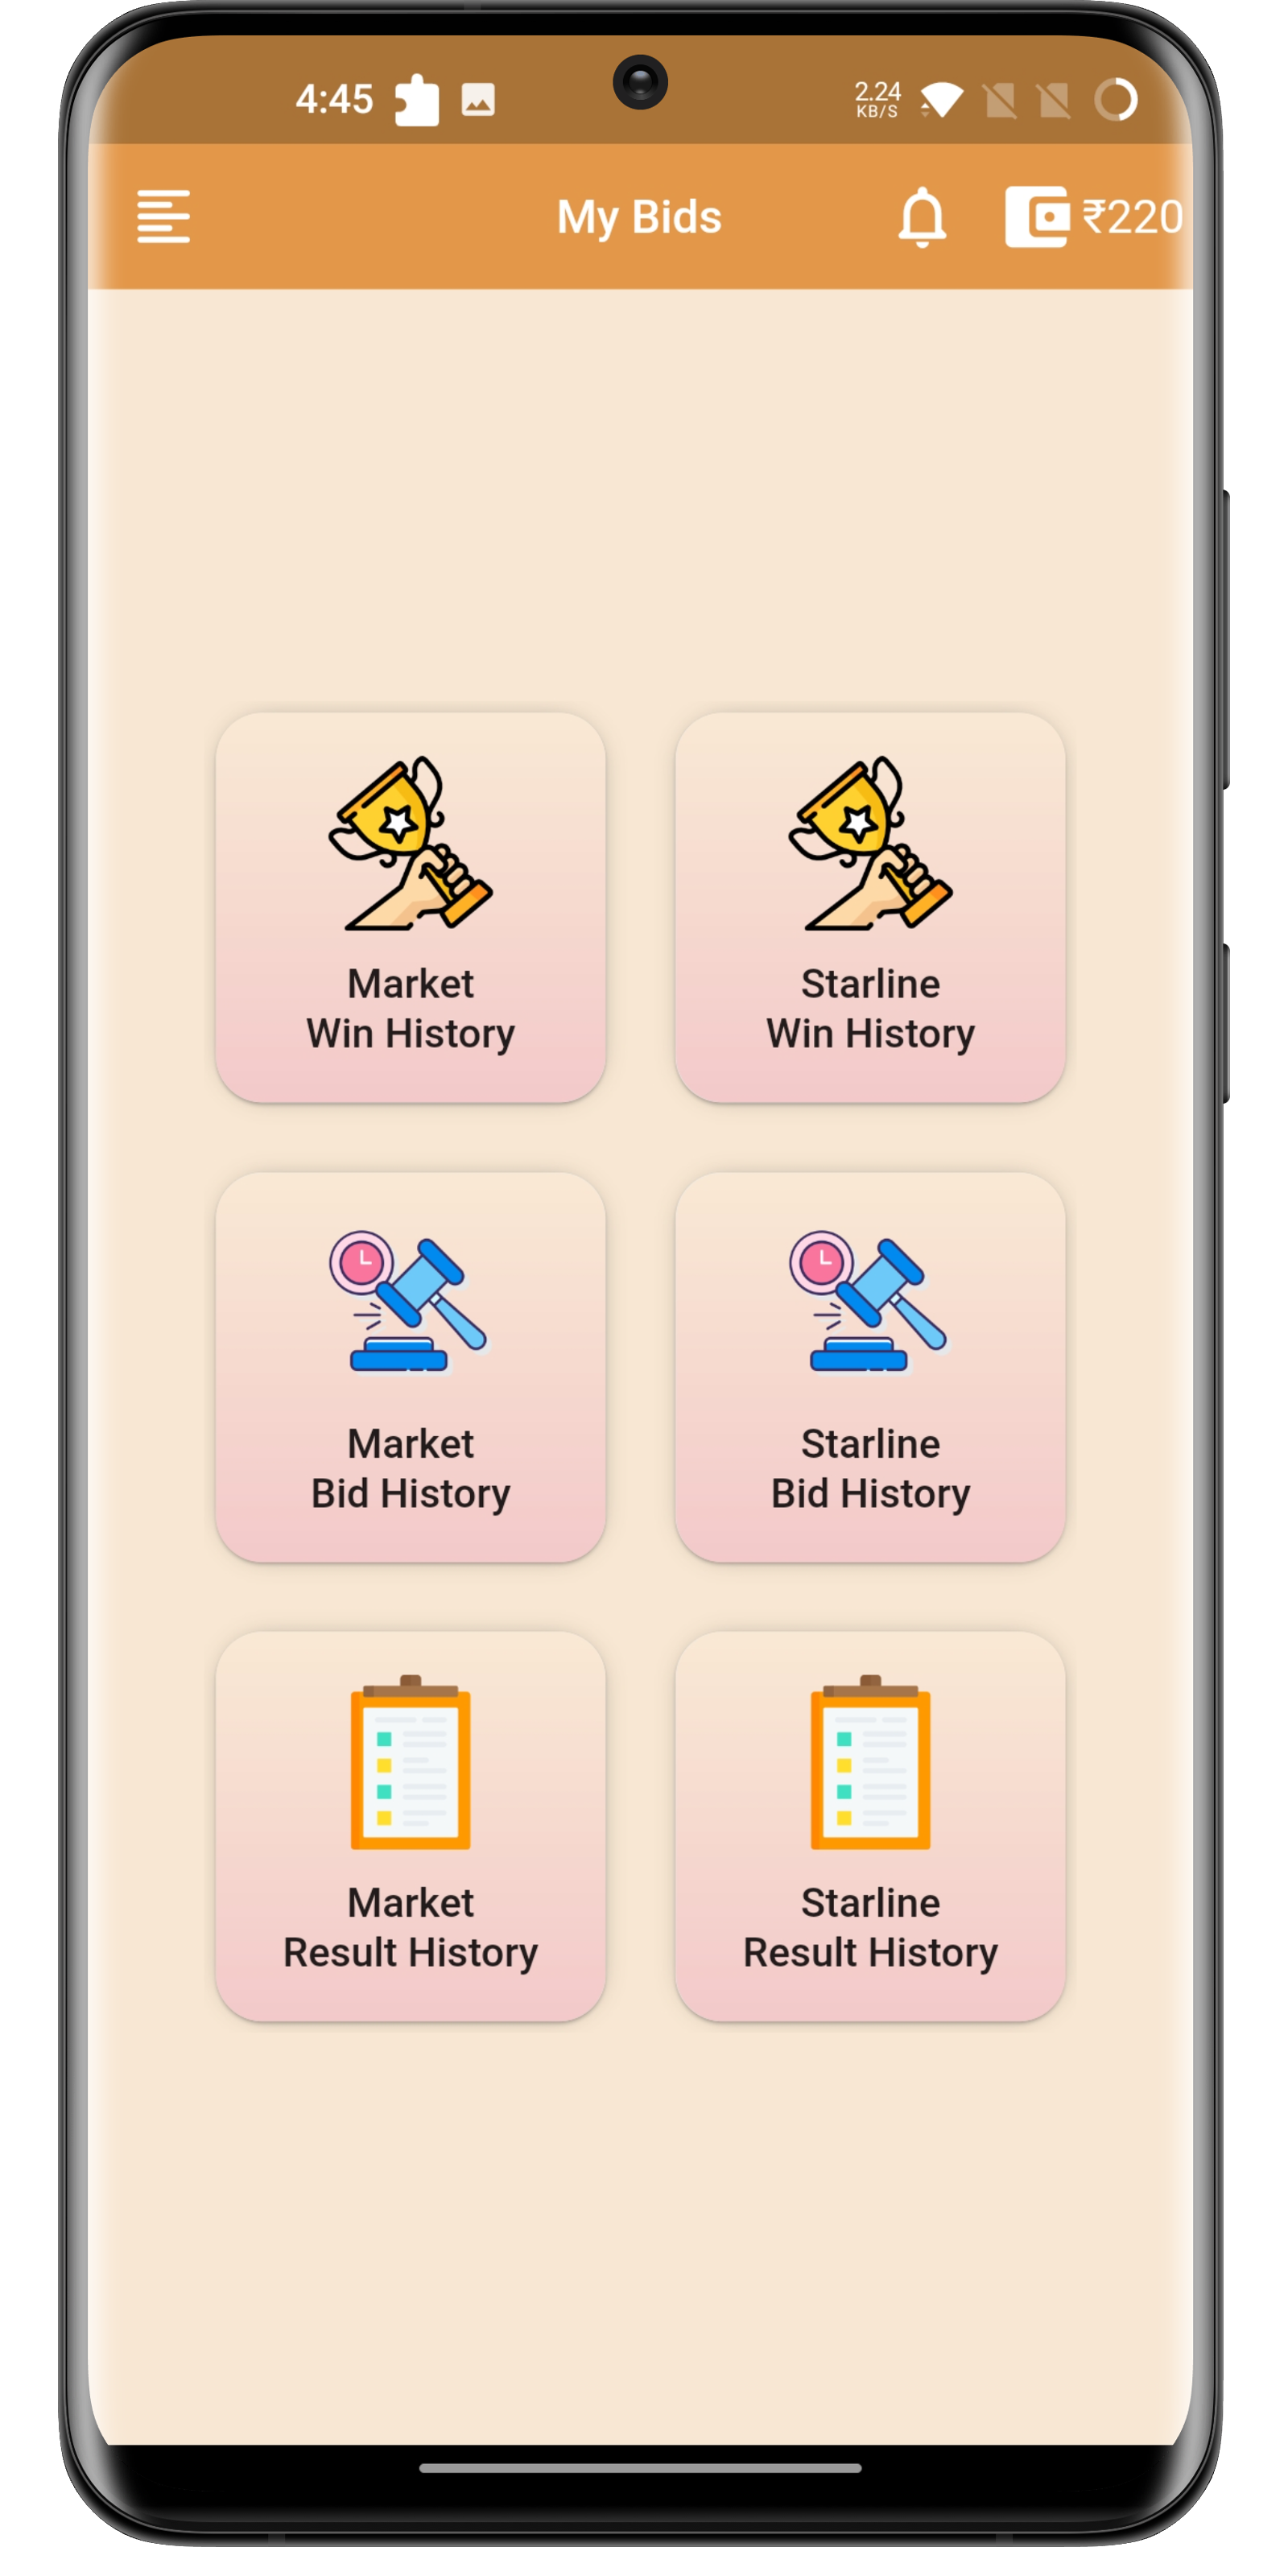 4:45
2.24
KB/S
My Bids
₹220
Market
Win History
Starline
Win History
Market
Bid History
Starline
Bid History
Market
Result History
Starline
Result History